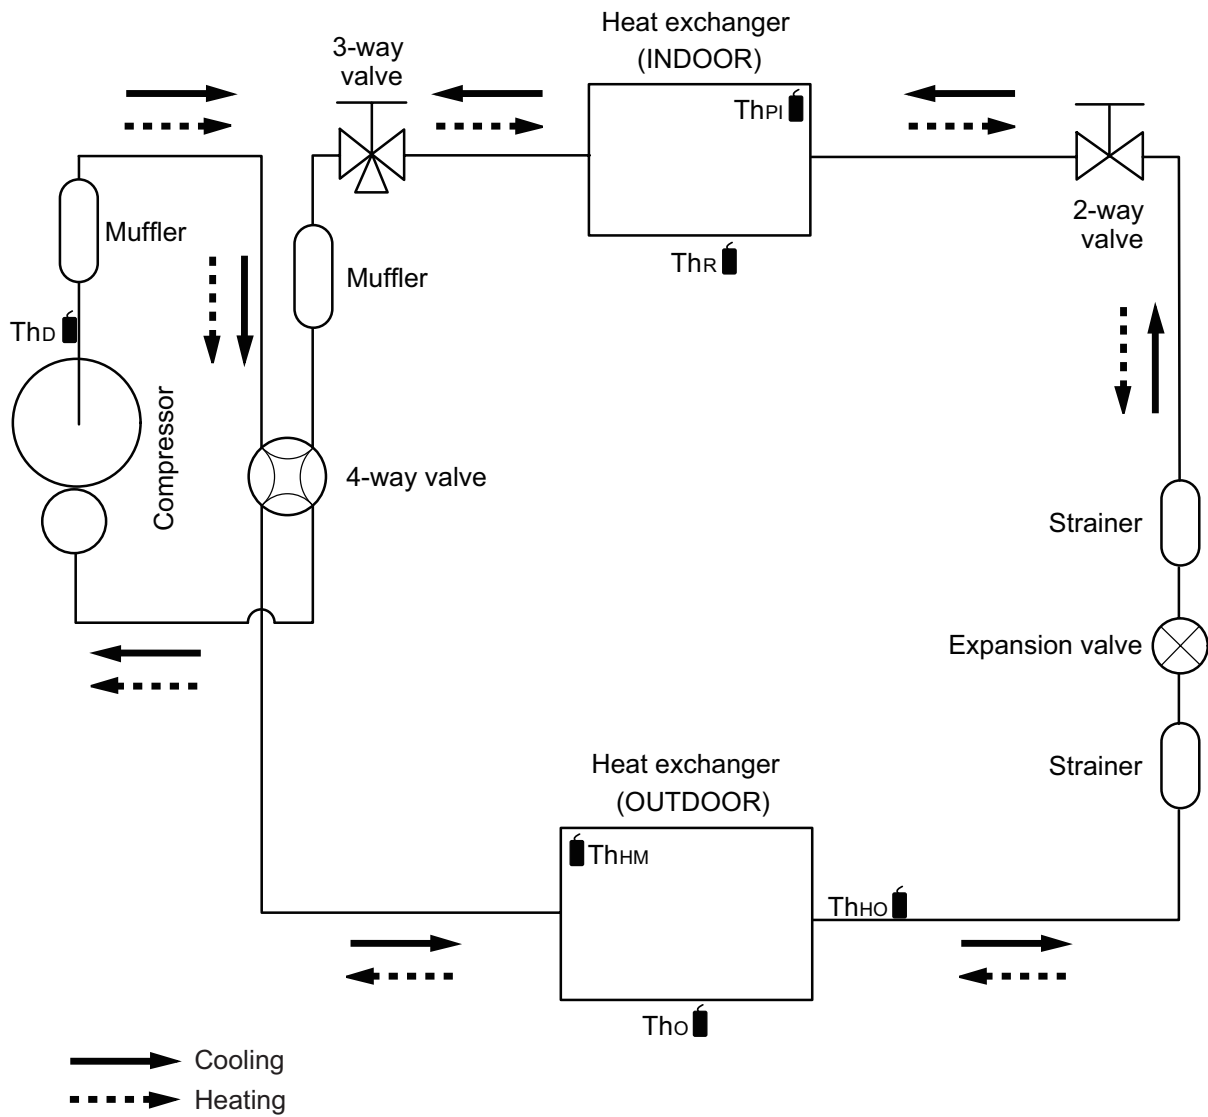 Heat exchanger
(INDOOR)
3-way
valve
ThPI
Muffler
2-way
valve
ThR
Muffler
ThD
Compressor
4-way valve
Strainer
Expansion valve
Strainer
Heat exchanger
(OUTDOOR)
ThHM
ThHO
ThO
Cooling
Heating